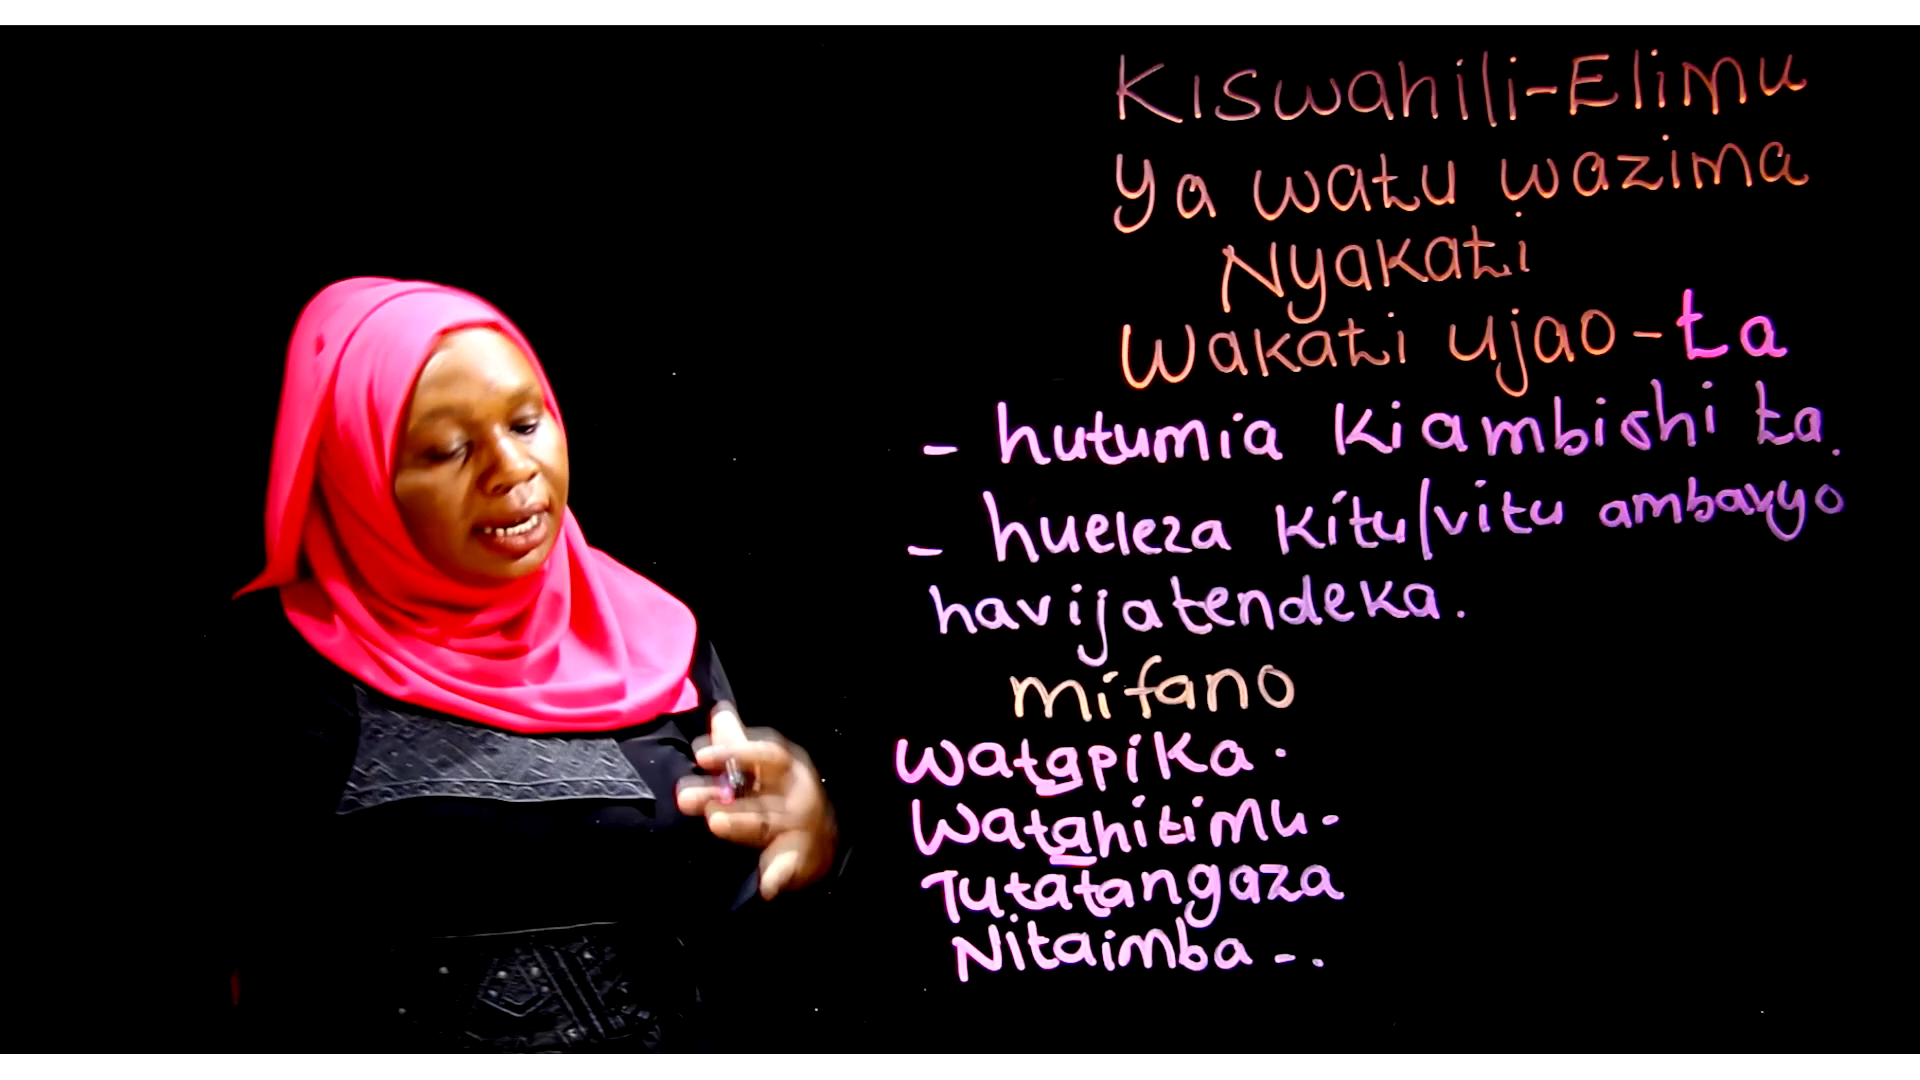 Kiswahili-Elimu
Ya watu wazima
Nyakati
Wakati ujao-ta
- hutumia kiambishi ta.
- hueleza kitu/vitu ambavyo
havijatendeka.
mifano
Watapika.
Watahitimu.
Tutatangaza
Nitaimba -.